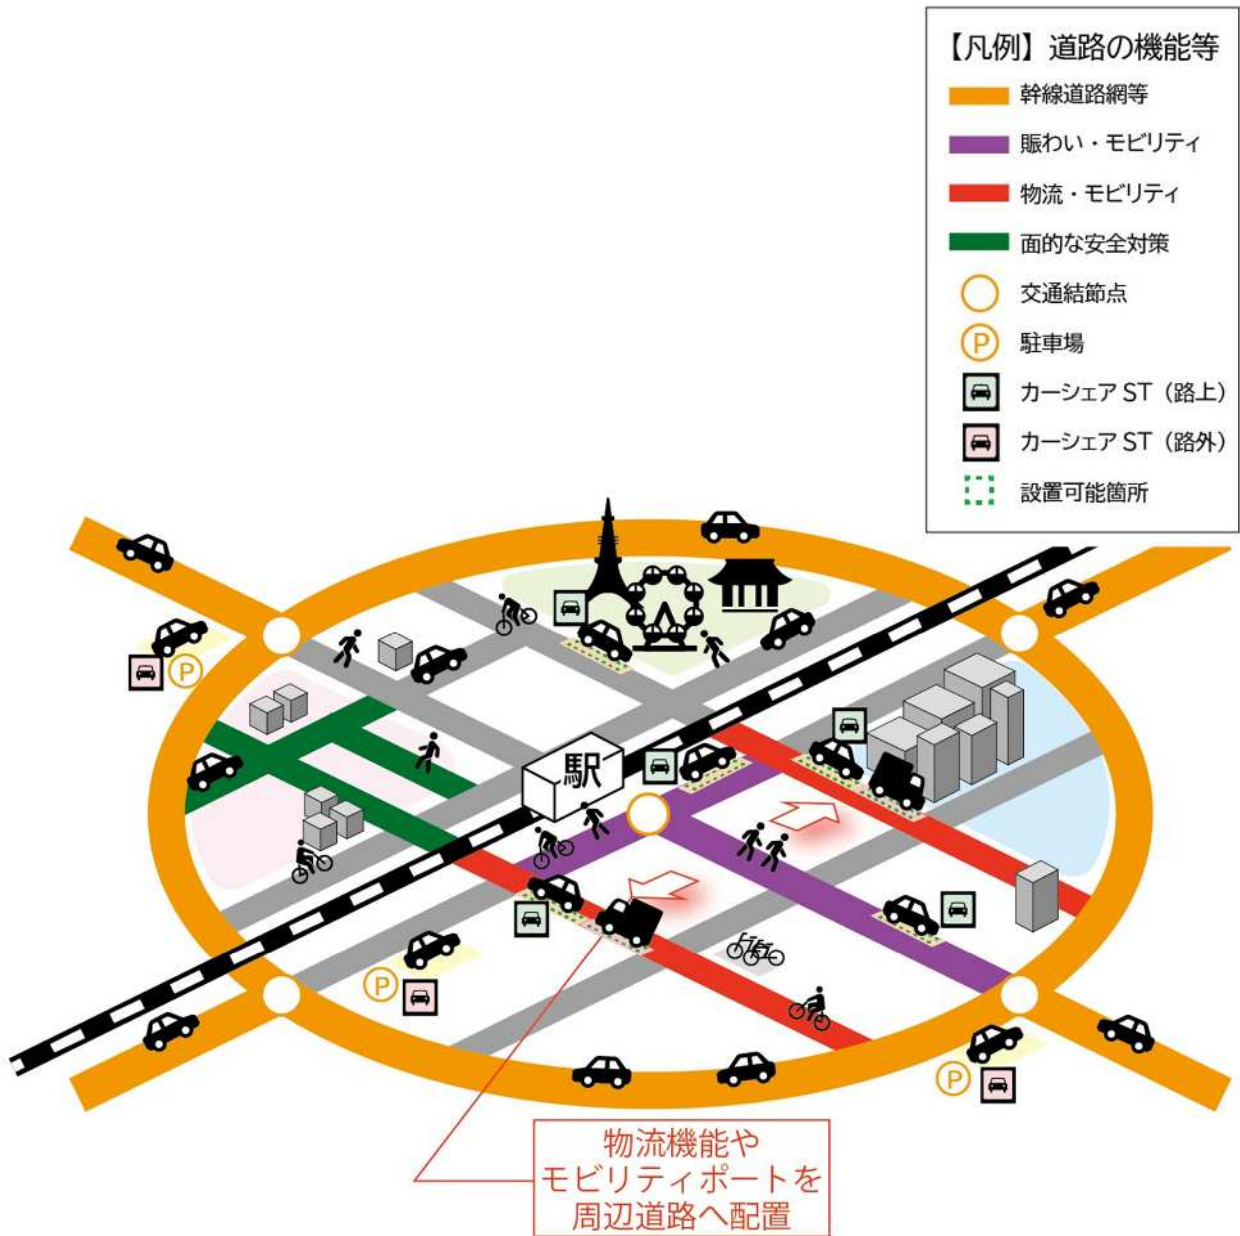 【凡例】道路の機能等
幹線道路網等
賑わい・モビリティ
物流・モビリティ
面的な安全対策
交通結節点
P 駐車場
カーシェア ST（路上）
カーシェア ST（路外）
設置可能箇所
P
駅
P
P
物流機能や
モビリティポートを
周辺道路へ配置